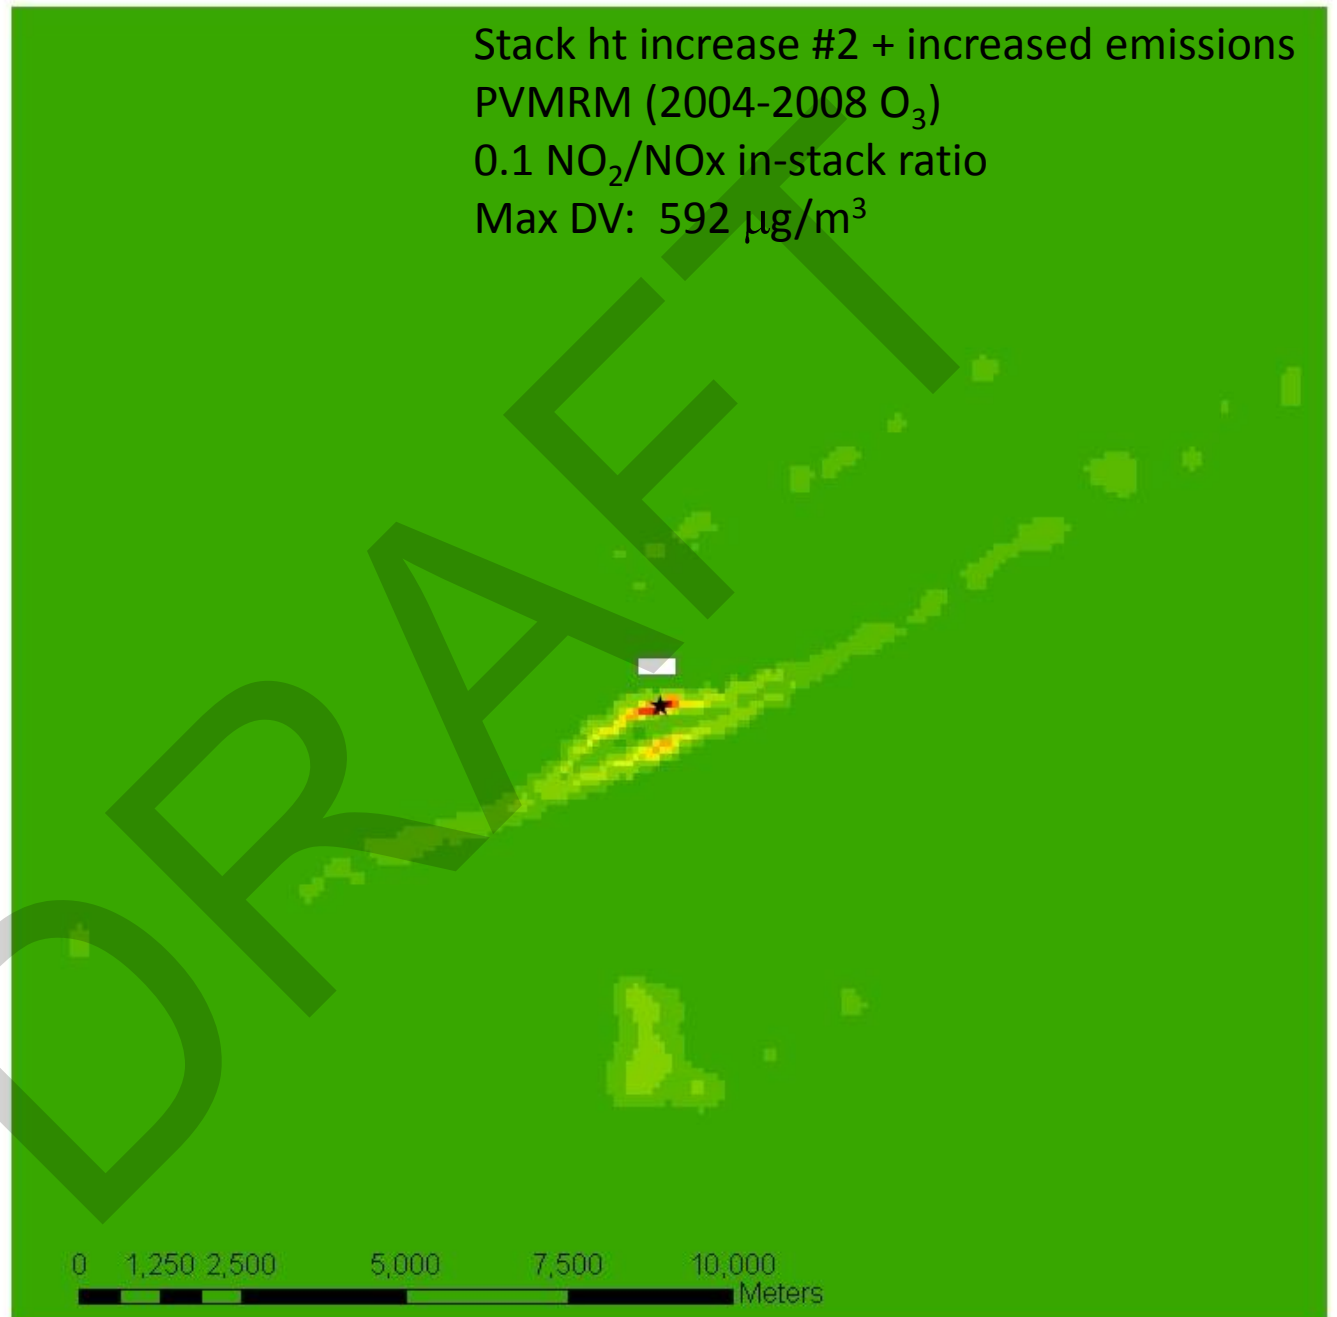 Stack ht increase #2 + increased emissions
PVMRM (2004-2008 O₃)
0.1 NO₂/NOx in-stack ratio
Max DV: 592 μg/m³
DRAFT
0 1,250 2,500 5,000 7,500 10,000
Meters